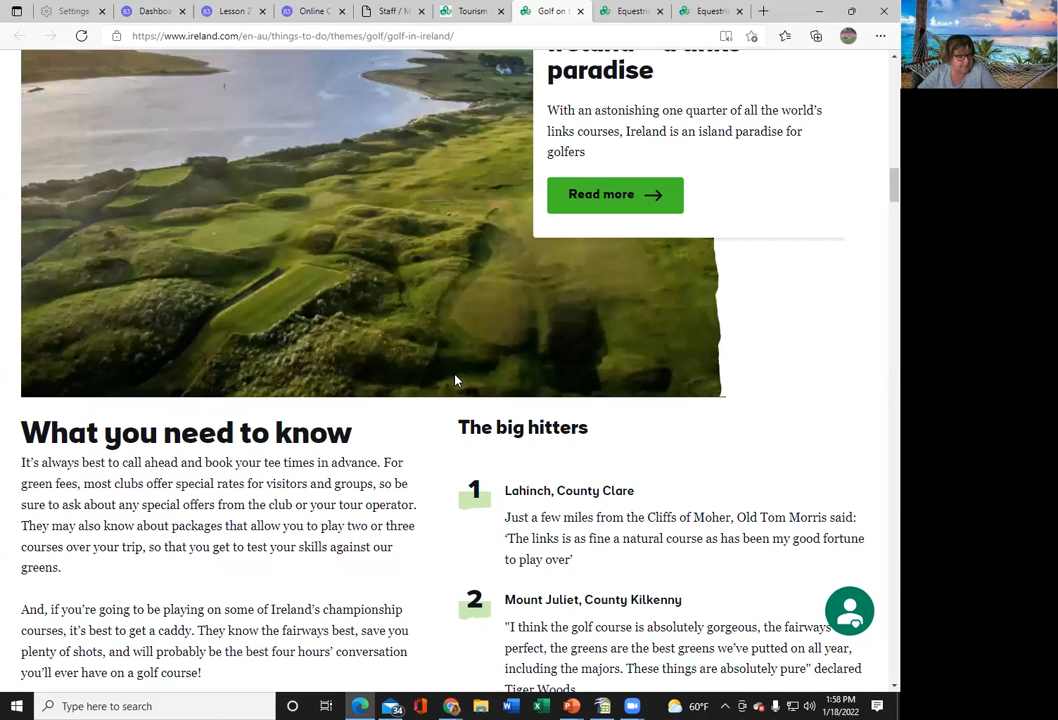 Settings
Dashboa
Lesson 2
Online C
Staff / M
Tourism
Golf on
Equestri
Equestri
https://www.ireland.com/en-au/things-to-do/themes/golf/golf-in-ireland/
paradise
With an astonishing one quarter of all the world's
links courses, Ireland is an island paradise for
golfers
Read more
What you need to know
It's always best to call ahead and book your tee times in advance. For
green fees, most clubs offer special rates for visitors and groups, so be
sure to ask about any special offers from the club or your tour operator.
They may also know about packages that allow you to play two or three
courses over your trip, so that you get to test your skills against our
greens.
And, if you're going to be playing on some of Ireland's championship
courses, it's best to get a caddy. They know the fairways best, save you
plenty of shots, and will probably be the best four hours' conversation
you'll ever have on a golf course!
The big hitters
1
Lahinch, County Clare
Just a few miles from the Cliffs of Moher, Old Tom Morris said:
'The links is as fine a natural course as has been my good fortune
to play over'
2
Mount Juliet, County Kilkenny
"I think the golf course is absolutely gorgeous, the fairways
perfect, the greens are the best greens we've putted on all year,
including the majors. These things are absolutely pure" declared
Tiger Woods
Type here to search
34
60°F
1:58 PM
1/18/2022